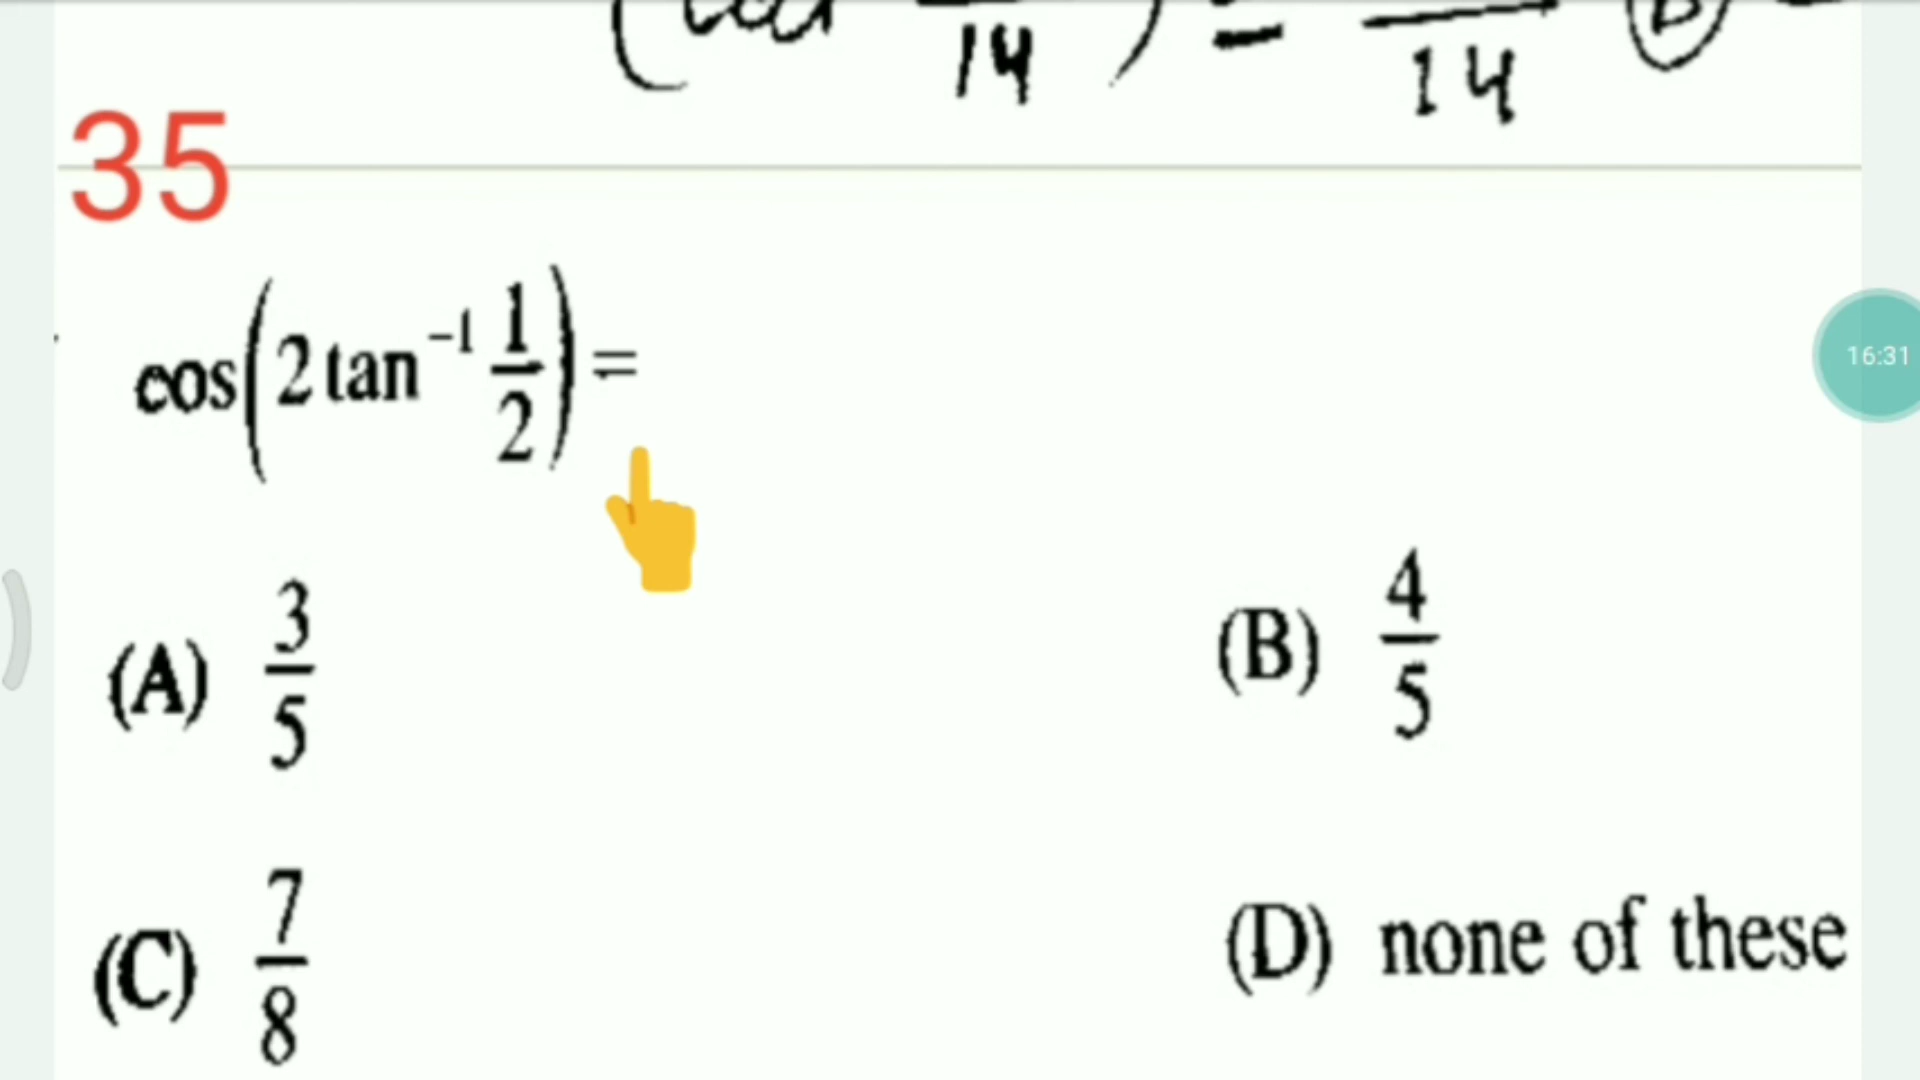 14 ) = 14
35
cos(2 tan⁻¹ 1/2) =
(A) 3/5
(B) 4/5
(C) 7/8
(D) none of these
16:31